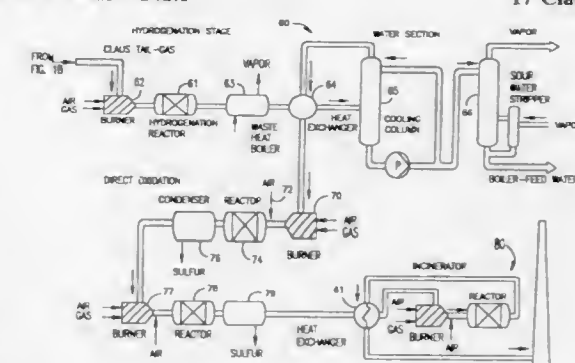 17 Cla
HYDROGENATION STAGE
60
WATER SECTION
VAPOR
CLAUS TAIL-GAS
VAPOR
FROM
FIG. 1B
62
61
63
64
65
66
SOUR
WATER
STRIPPER
AIR
GAS
BURNER
HYDROGENATION
REACTOR
WASTE
HEAT
BOILER
HEAT
EXCHANGER
COOLING
COLUMN
VAPO
P
BOILER-FEED WATER
DIRECT OXIDATION
CONDENSER
REACTOR
AIR
72
70
AIR
GAS
BURNER
76
74
SULFUR
80
INCINERATOR
77
78
79
61
AIR
REACTOR
AIR
GAS
BURNER
REACTOR
AIR
SULFUR
HEAT
EXCHANGER
GAS
BURNER
AIR